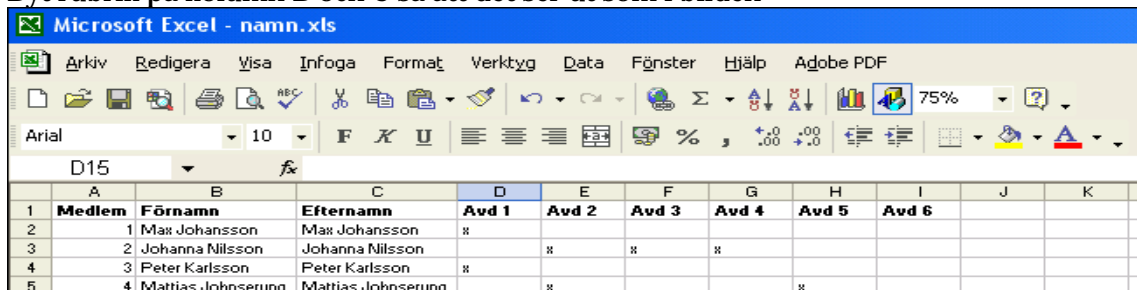 Microsoft Excel - namn.xls
Arkiv Redigera Visa Infoga Format Verktyg Data Fönster Hjälp Adobe PDF
75%
Arial 10 F K U
D15 fx
A B C D E F G H I J K
1 Medlem Förnamn Efternamn Avd 1 Avd 2 Avd 3 Avd 4 Avd 5 Avd 6
2 1 Max Johansson Max Johansson x
3 2 Johanna Nilsson Johanna Nilsson x x x
4 3 Peter Karlsson Peter Karlsson x
5 4 Mattias Johnserung Mattias Johnserung x x